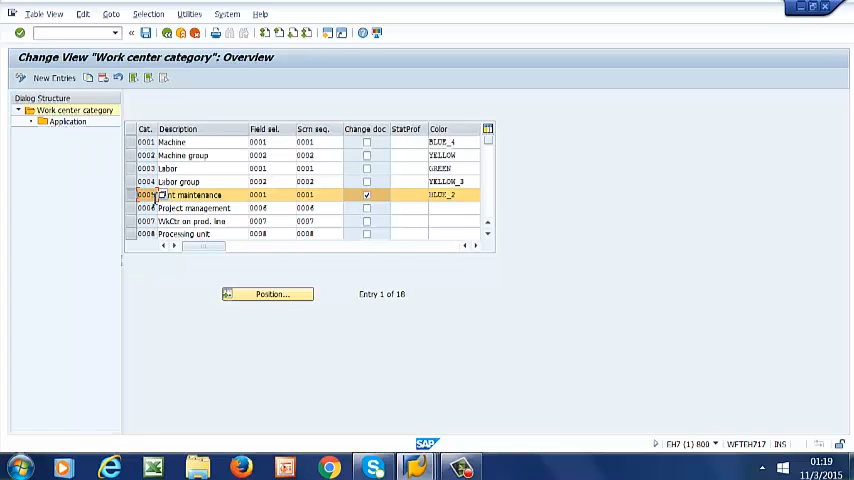 Table View Edit Goto Selection Utilities System Help
Change View "Work center category": Overview
New Entries
Dialog Structure
Work center category
Application
Cat. Description Field sel. Scrn seq. Change doc StatProf Color
0001 Machine 0001 0001 BLUE_4
0002 Machine group 0002 0002 YELLOW
0003 Labor 0001 0001 GREEN
0004 Labor group 0002 0002 YELLOW_3
0005 nt maintenance 0001 0001 BLUE_2
0006 Project management 0006 0006
0007 WkCtr on prod. line 0007 0007
0008 Processing unit 0008 0008
Position... Entry 1 of 18
SAP
EH7 (1) 800 WFTEH717 INS
01:19
11/3/2015